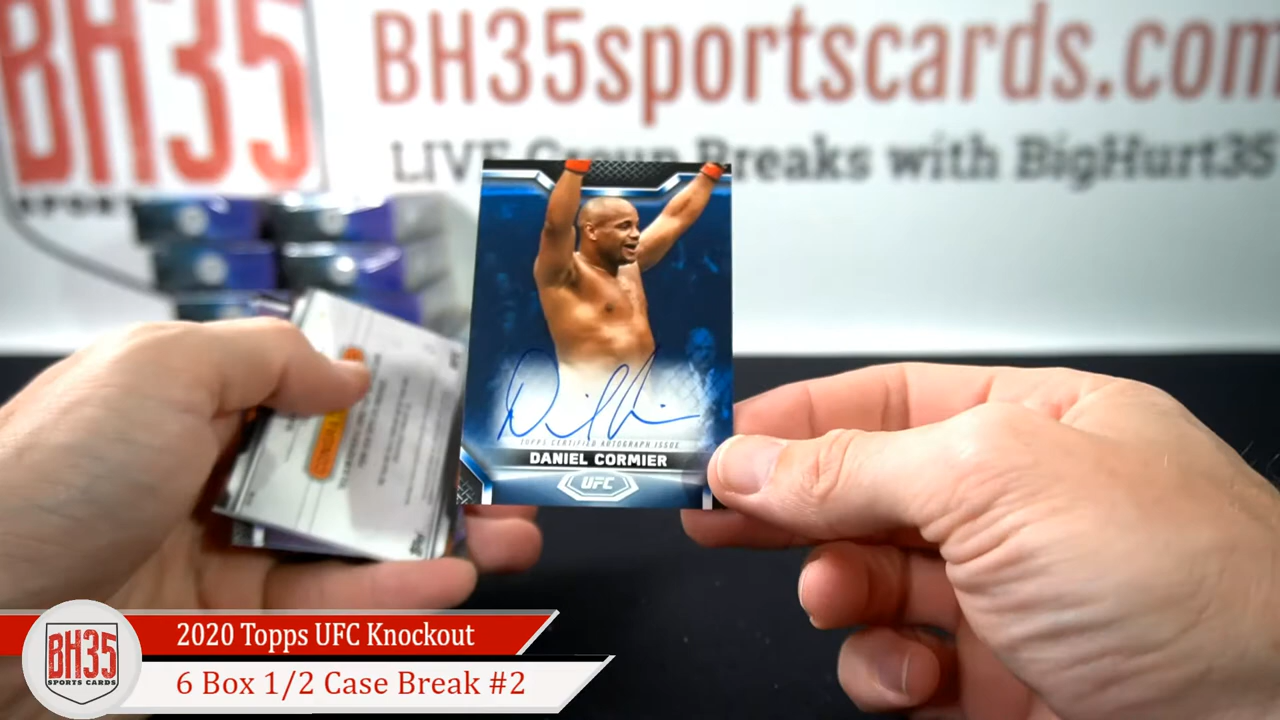 BH35
SPORTS
BH35sportscards.com
LIVE Group Breaks with BigHurt35
TOPPS CERTIFIED AUTOGRAPH ISSUE
DANIEL CORMIER
UFC
BH35
SPORTS CARDS
2020 Topps UFC Knockout
6 Box 1/2 Case Break #2